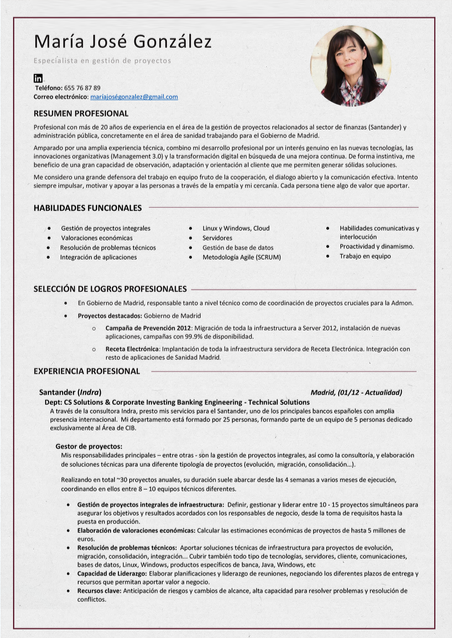 María José González
Especialista en gestión de proyectos
in
Teléfono: 655 76 87 89
Correo electrónico: maríajoségonzalez@gmail.com
RESUMEN PROFESIONAL
Profesional con más de 20 años de experiencia en el área de la gestión de proyectos relacionados al sector de finanzas (Santander) y
administración pública, concretamente en el área de sanidad trabajando para el Gobierno de Madrid.
Amparado por una amplia experiencia técnica, combino mi desarrollo profesional por un interés genuino en las nuevas tecnologías, las
innovaciones organizativas (Management 3.0) y la transformación digital en búsqueda de una mejora continua. De forma instintiva, me
beneficio de una gran capacidad de observación, adaptación y orientación al cliente que me permiten generar sólidas soluciones.
Me considero una grande defensora del trabajo en equipo fruto de la cooperación, el dialogo abierto y la comunicación efectiva. Intento
siempre impulsar, motivar y apoyar a las personas a través de la empatía y mi cercanía. Cada persona tiene algo de valor que aportar.
HABILIDADES FUNCIONALES
• Gestión de proyectos integrales
• Valoraciones económicas
• Resolución de problemas técnicos
• Integración de aplicaciones
• Linux y Windows, Cloud
• Servidores
• Gestión de base de datos
• Metodología Agile (SCRUM)
• Habilidades comunicativas y
interlocución
• Proactividad y dinamismo.
• Trabajo en equipo
SELECCIÓN DE LOGROS PROFESIONALES
• En Gobierno de Madrid, responsable tanto a nivel técnico como de coordinación de proyectos cruciales para la Admon.
• Proyectos destacados: Gobierno de Madrid
o Campaña de Prevención 2012: Migración de toda la infraestructura a Server 2012, instalación de nuevas
aplicaciones, campañas con 99.9% de disponibilidad.
o Receta Electrónica: Implantación de toda la infraestructura servidora de Receta Electrónica. Integración con
resto de aplicaciones de Sanidad Madrid.
EXPERIENCIA PROFESIONAL
Santander (Indra) Madrid, (01/12 - Actualidad)
Dept: CS Solutions & Corporate Investing Banking Engineering - Technical Solutions
A través de la consultora Indra, presto mis servicios para el Santander, uno de los principales bancos españoles con amplia
presencia internacional. Mi departamento está formado por 25 personas, formando parte de un equipo de 5 personas dedicado
exclusivamente al Área de CIB.
Gestor de proyectos:
Mis responsabilidades principales – entre otras - son la gestión de proyectos integrales, así como la consultoría, y elaboración
de soluciones técnicas para una diferente tipología de proyectos (evolución, migración, consolidación...).
Realizando en total ~30 proyectos anuales, su duración suele abarcar desde las 4 semanas a varios meses de ejecución,
coordinando en ellos entre 8 – 10 equipos técnicos diferentes.
• Gestión de proyectos integrales de infraestructura: Definir, gestionar y liderar entre 10 - 15 proyectos simultáneos para
asegurar los objetivos y resultados acordados con los responsables de negocio, desde la toma de requisitos hasta la
puesta en producción.
• Elaboración de valoraciones económicas: Calcular las estimaciones económicas de proyectos de hasta 5 millones de
euros.
• Resolución de problemas técnicos: Aportar soluciones técnicas de infraestructura para proyectos de evolución,
migración, consolidación, integración... Cubrir también todo tipo de tecnologías, servidores, cliente, comunicaciones,
bases de datos, Linux, Windows, productos específicos de banca, Java, Windows, etc
• Capacidad de Liderazgo: Elaborar planificaciones y liderazgo de reuniones, negociando los diferentes plazos de entrega y
recursos que permitan aportar valor a negocio.
• Recursos clave: Anticipación de riesgos y cambios de alcance, alta capacidad para resolver problemas y resolución de
conflictos.